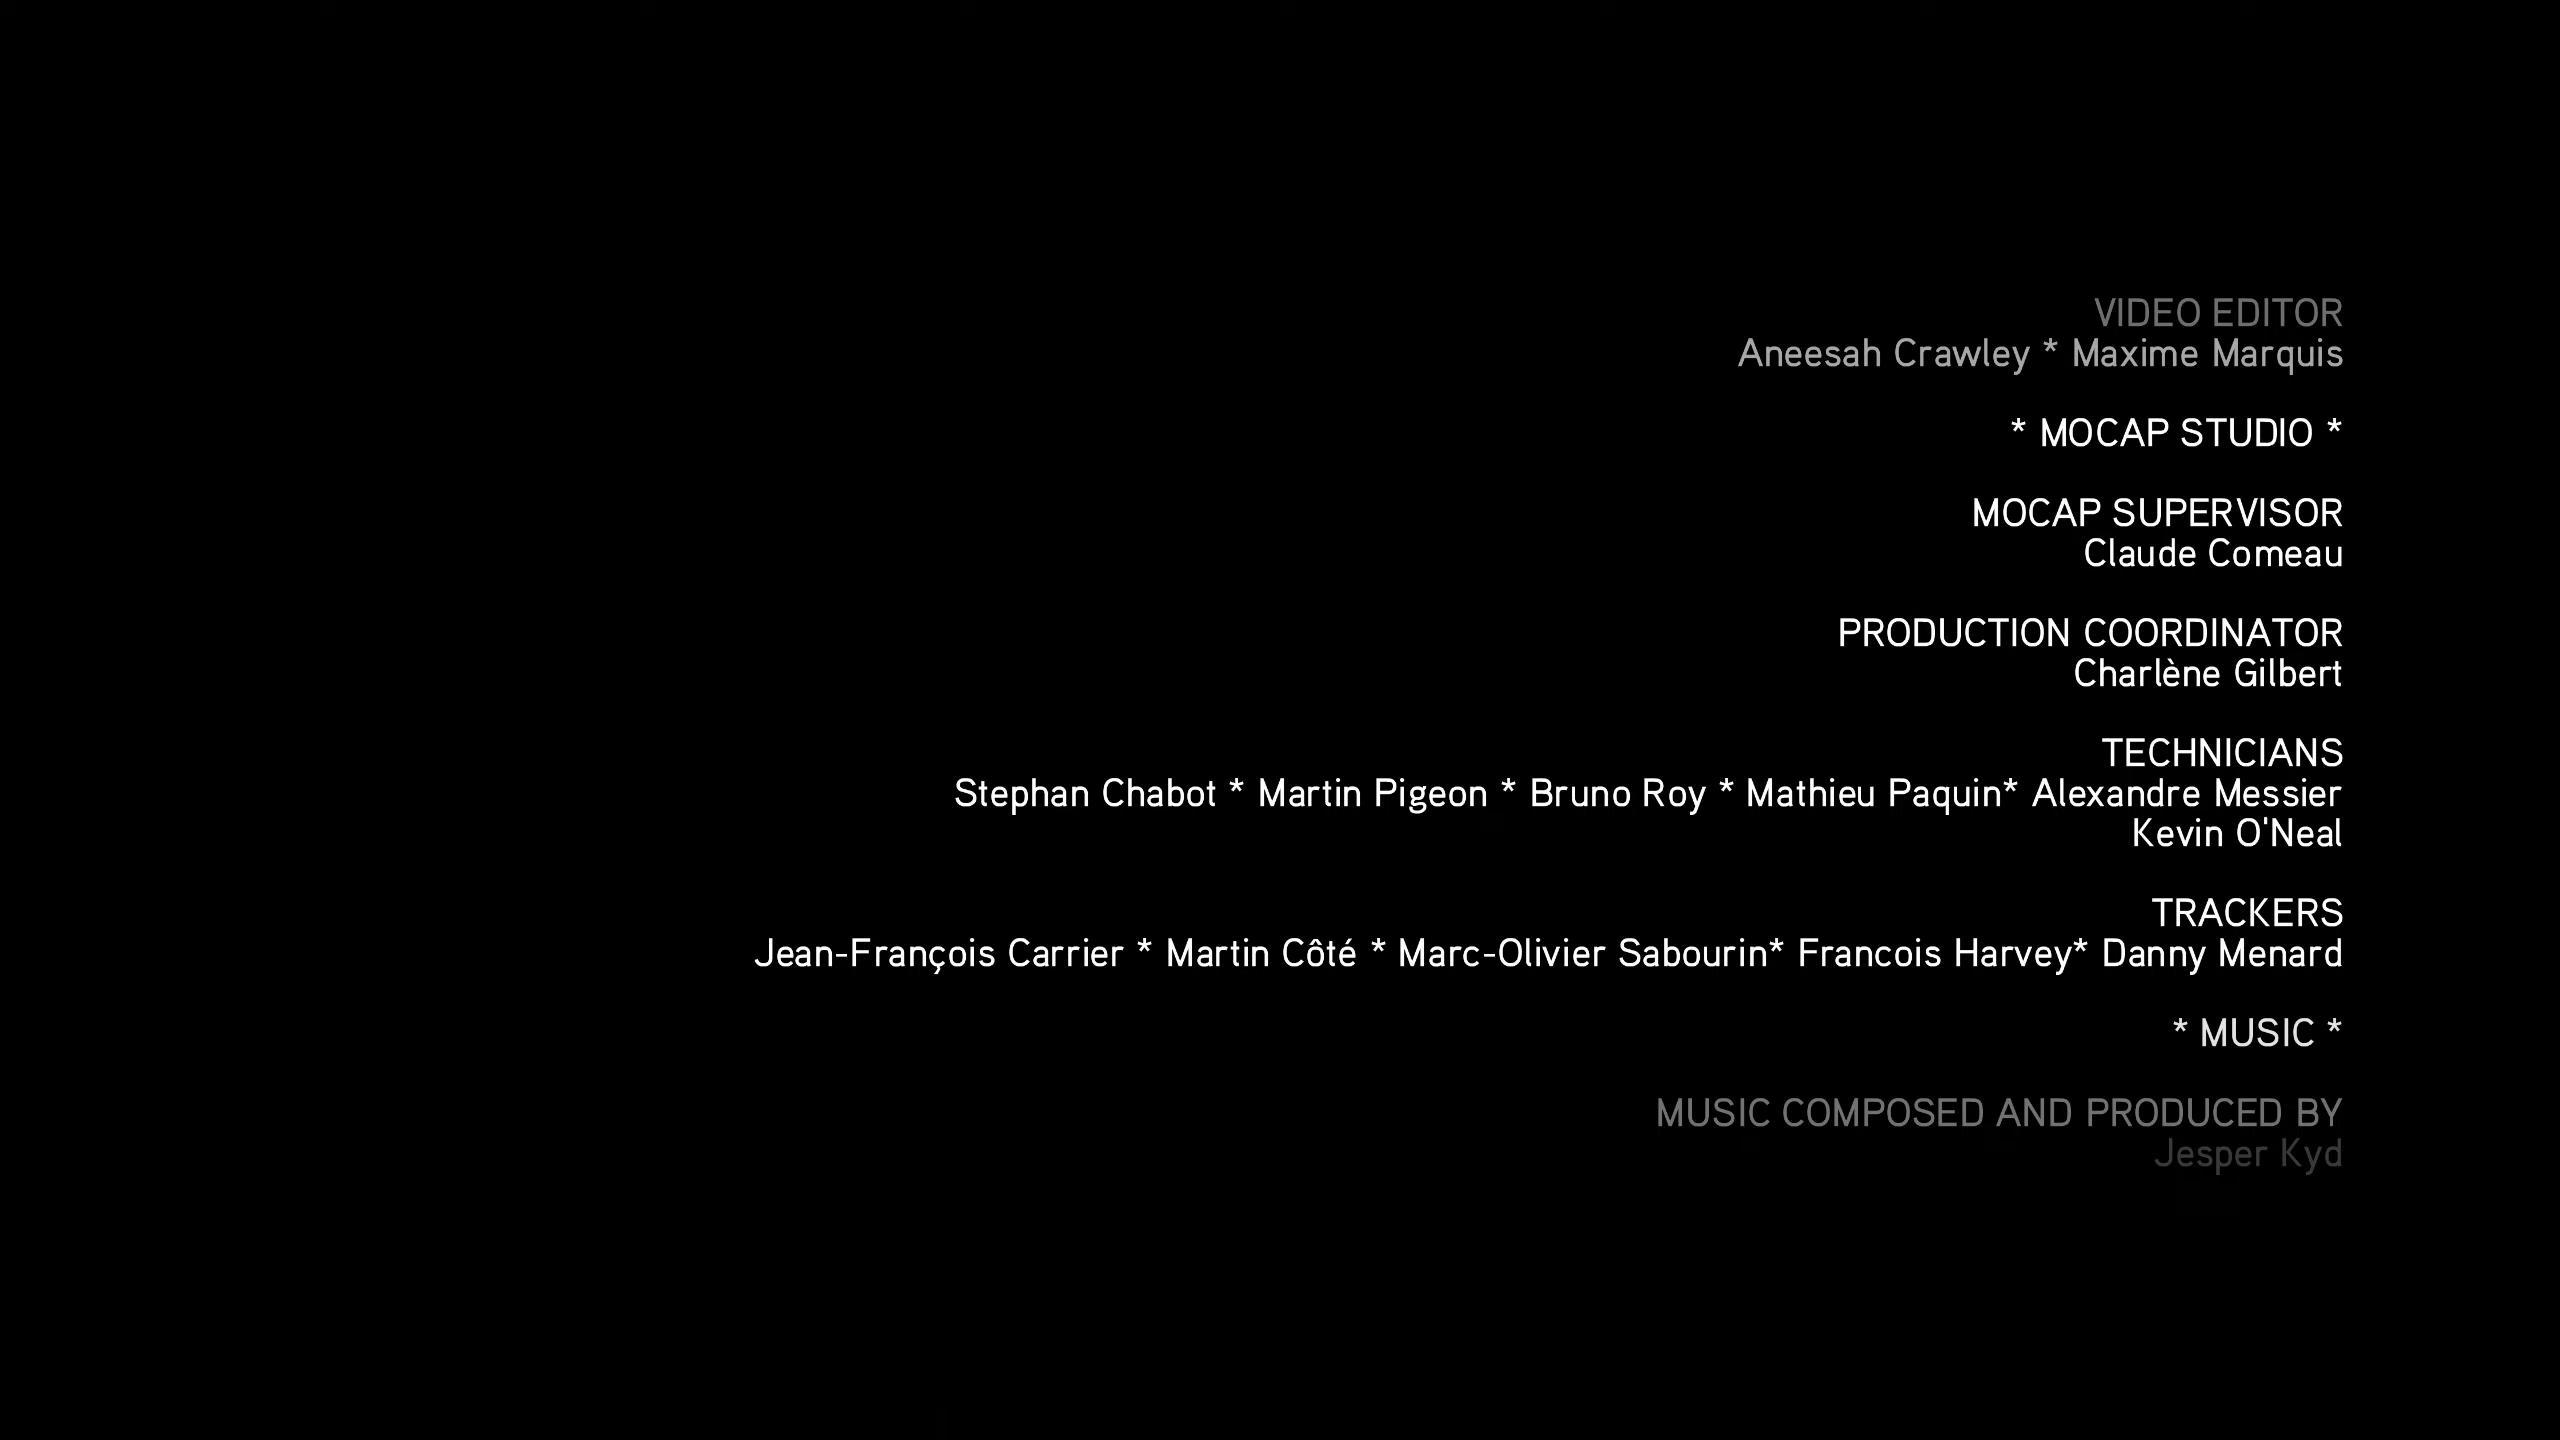 VIDEO EDITOR
Aneesah Crawley * Maxime Marquis
* MOCAP STUDIO *
MOCAP SUPERVISOR
Claude Comeau
PRODUCTION COORDINATOR
Charlène Gilbert
TECHNICIANS
Stephan Chabot * Martin Pigeon * Bruno Roy * Mathieu Paquin* Alexandre Messier
Kevin O'Neal
TRACKERS
Jean-François Carrier * Martin Côté * Marc-Olivier Sabourin* Francois Harvey* Danny Menard
* MUSIC *
MUSIC COMPOSED AND PRODUCED BY
Jesper Kyd